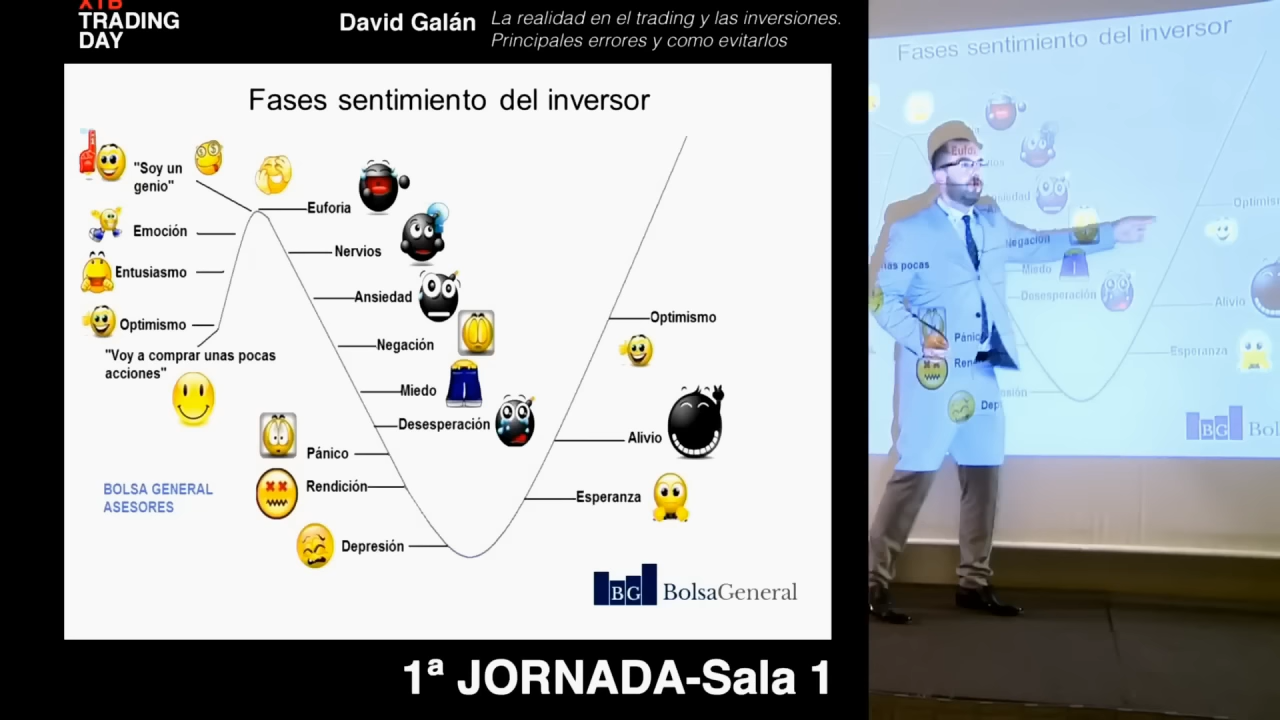 XTB
TRADING
DAY
David Galán
La realidad en el trading y las inversiones.
Principales errores y como evitarlos
Fases sentimiento del inversor
"Soy un
genio"
Euforia
Emoción
Nervios
Entusiasmo
Ansiedad
Optimismo
Negación
"Voy a comprar unas pocas
acciones"
Miedo
Desesperación
Pánico
Rendición
Depresión
Optimismo
Alivio
Esperanza
BOLSA GENERAL
ASESORES
BG BolsaGeneral
1ª JORNADA-Sala 1
Fases sentimiento del inversor
Negación
Miedo
Desesperación
Alivio
Esperanza
BG